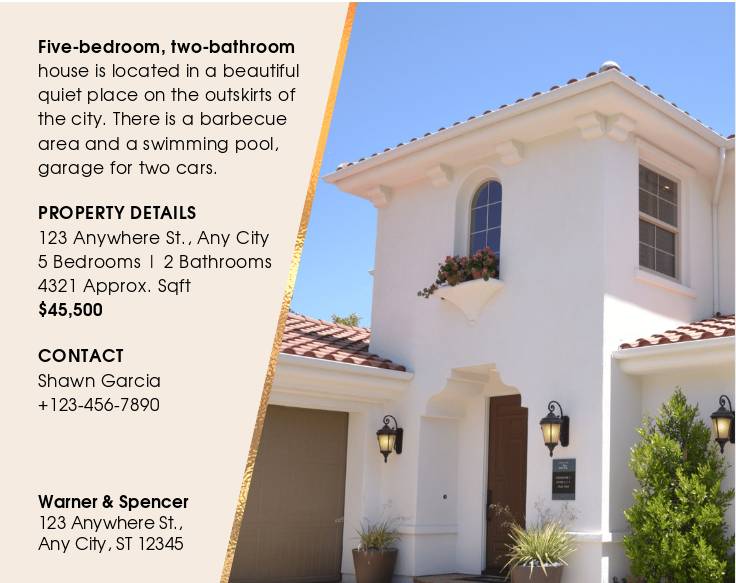 Five-bedroom, two-bathroom
house is located in a beautiful
quiet place on the outskirts of
the city. There is a barbecue
area and a swimming pool,
garage for two cars.
PROPERTY DETAILS
123 Anywhere St., Any City
5 Bedrooms | 2 Bathrooms
4321 Approx. Sqft
$45,500
CONTACT
Shawn Garcia
+123-456-7890
Warner & Spencer
123 Anywhere St.,
Any City, ST 12345